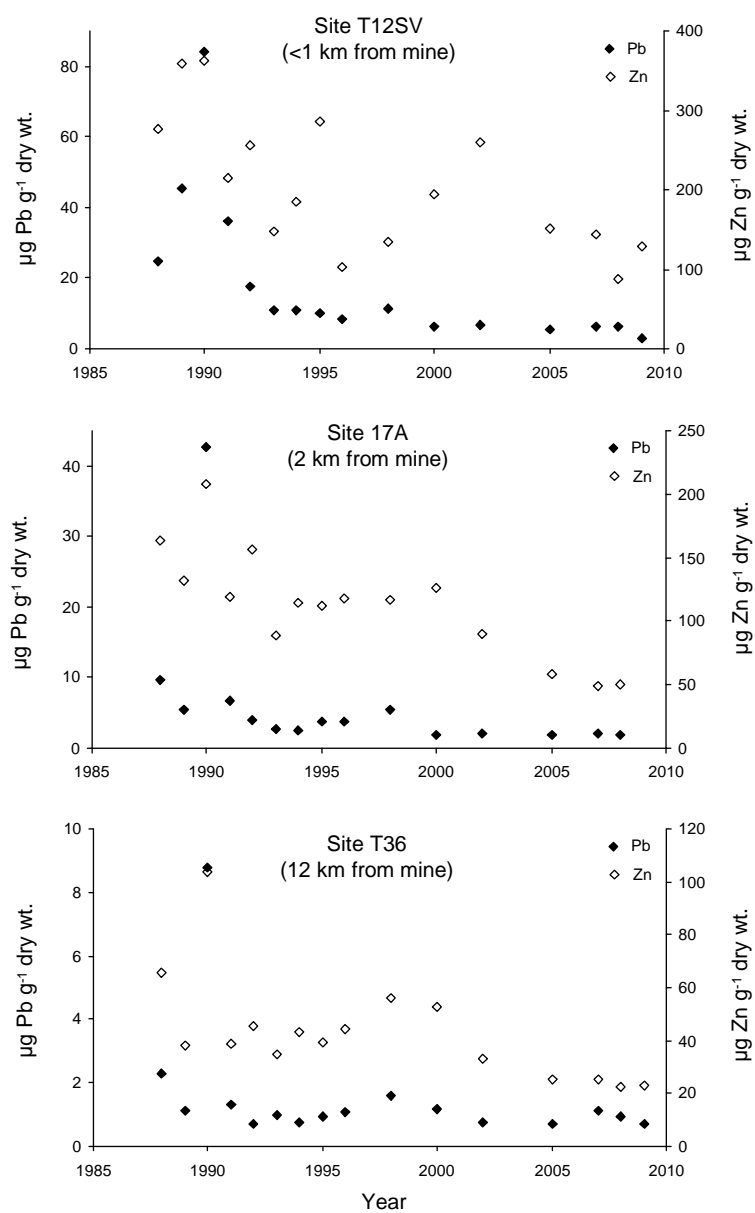 Site T12SV
(<1 km from mine)
Pb
Zn
µg Pb g⁻¹ dry wt.
80
60
40
20
0
400
300
200
100
0
µg Zn g⁻¹ dry wt.
1985 1990 1995 2000 2005 2010
Site 17A
(2 km from mine)
Pb
Zn
µg Pb g⁻¹ dry wt.
40
30
20
10
0
250
200
150
100
50
0
µg Zn g⁻¹ dry wt.
1985 1990 1995 2000 2005 2010
Site T36
(12 km from mine)
Pb
Zn
µg Pb g⁻¹ dry wt.
10
8
6
4
2
0
120
100
80
60
40
20
0
µg Zn g⁻¹ dry wt.
1985 1990 1995 2000 2005 2010
Year